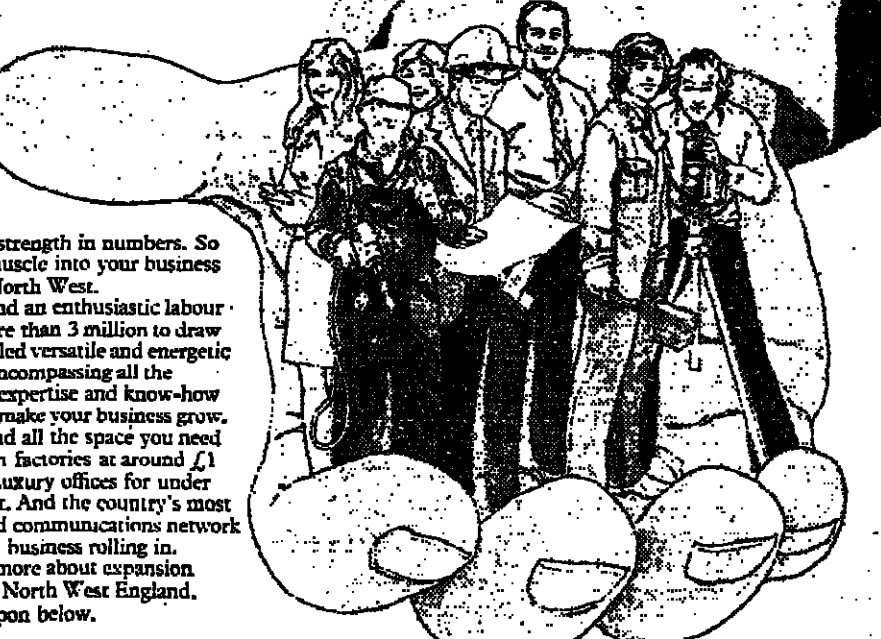 strength in numbers. So
muscle into your business
North West.
nd an enthusiastic labour
re than 3 million to draw
led versatile and energetic
ncompassing all the
expertise and know-how
make your business grow.
nd all the space you need
n factories at around £1
luxury offices for under
t. And the country's most
d communications network
business rolling in.
more about expansion
North West England.
pon below.